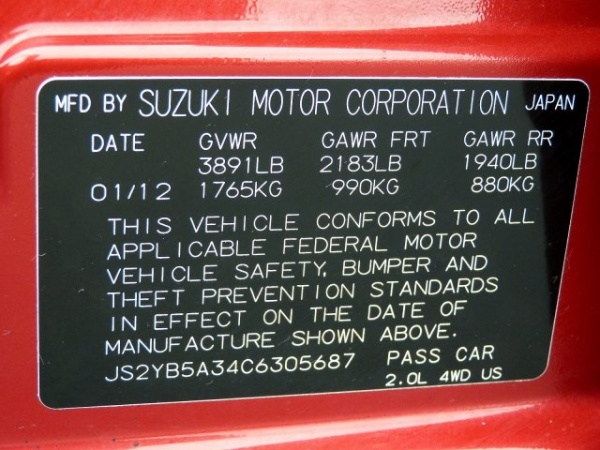 MFD BY SUZUKI MOTOR CORPORATION JAPAN
DATE GVWR GAWR FRT GAWR RR
3891LB 2183LB 1940LB
01/12 1765KG 990KG 880KG
THIS VEHICLE CONFORMS TO ALL
APPLICABLE FEDERAL MOTOR
VEHICLE SAFETY, BUMPER AND
THEFT PREVENTION STANDARDS
IN EFFECT ON THE DATE OF
MANUFACTURE SHOWN ABOVE.
JS2YB5A34C6305687 PASS CAR
2.0L 4WD US